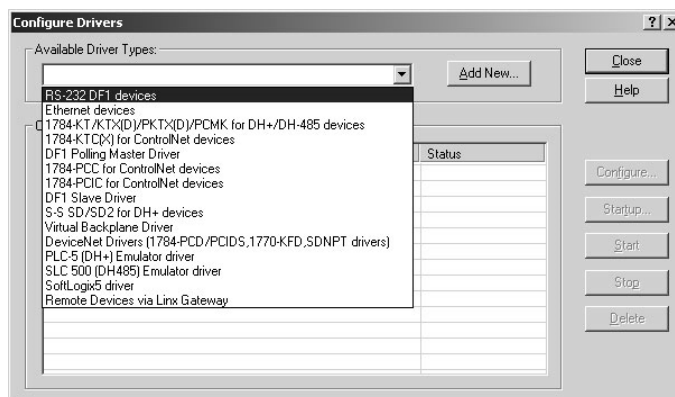 Configure Drivers
Available Driver Types:
Add New...
Close
Help
RS-232 DF1 devices
Ethernet devices
1784-KT/KTX(D)/PKTX(D)/PCMK for DH+/DH-485 devices
1784-KTC(X) for ControlNet devices
DF1 Polling Master Driver
1784-PCC for ControlNet devices
1784-PCIC for ControlNet devices
DF1 Slave Driver
S-S SD/SD2 for DH+ devices
Virtual Backplane Driver
DeviceNet Drivers (1784-PCD/PCIDS,1770-KFD,SDNPT drivers)
PLC-5 (DH+) Emulator driver
SLC 500 (DH485) Emulator driver
SoftLogix5 driver
Remote Devices via Linx Gateway
Status
Configure...
Startup...
Start
Stop
Delete